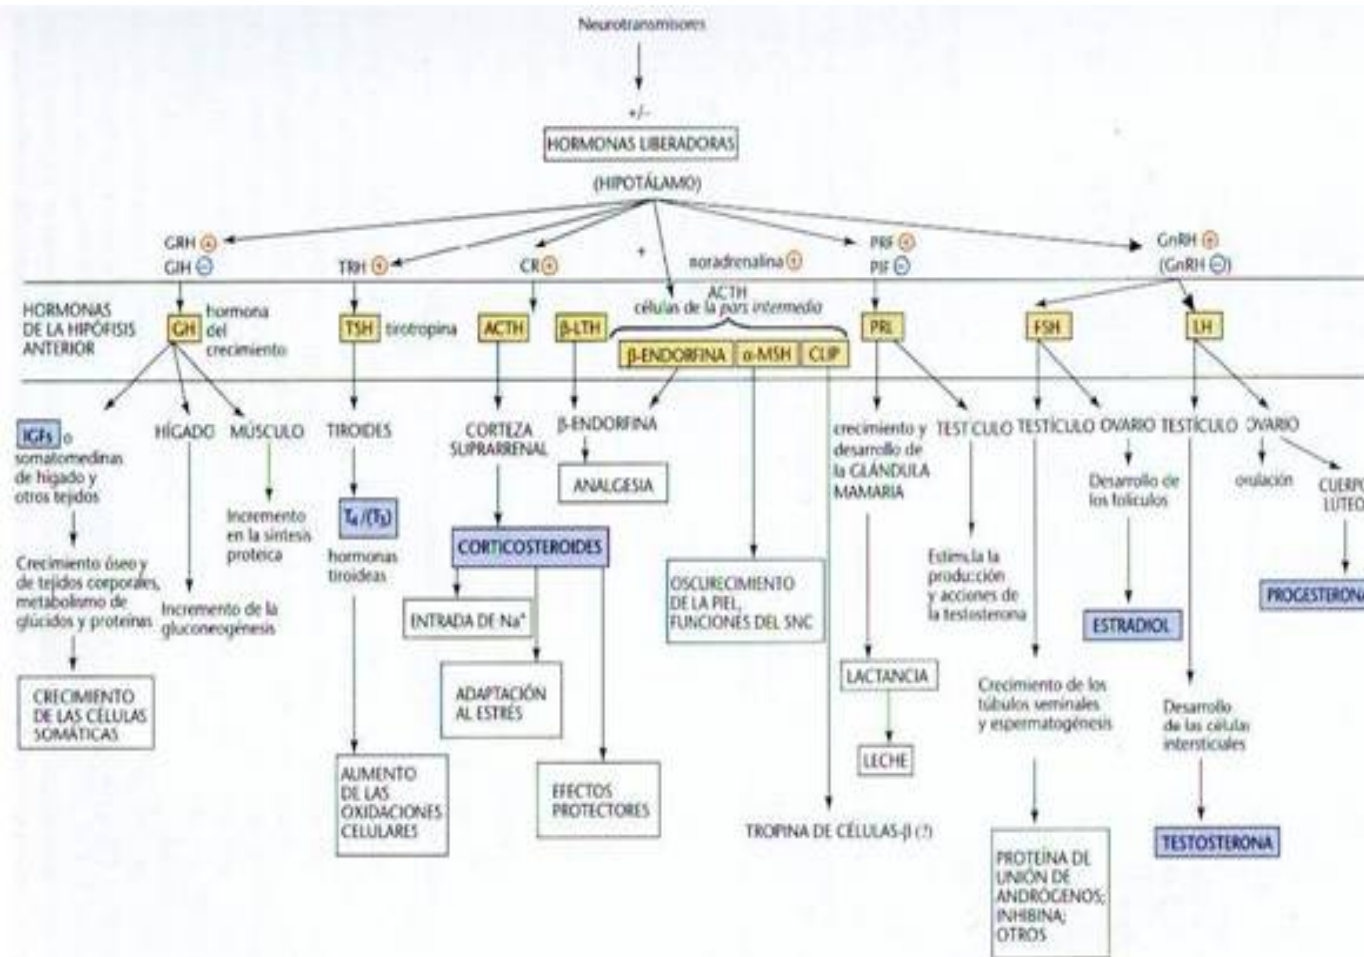 Neurotransmisores
+/-
HORMONAS LIBERADORAS
(HIPOTÁLAMO)
GRH +
GIH −
TRH +
CR +
+
noradrenalina +
PRF +
PIF −
GnRH +
(GnRH −)
HORMONAS
DE LA HIPÓFISIS
ANTERIOR
GH
hormona
del
crecimiento
TSH
tirotropina
ACTH
β-LTH
ACTH
células de la pars intermedia
β-ENDORFINA
α-MSH
CLIP
PRL
FSH
LH
IGFs o
somatomedinas
de hígado y
otros tejidos
HÍGADO
MÚSCULO
TIROIDES
CORTEZA
SUPRARRENAL
β-ENDORFINA
ANALGESIA
crecimiento y
desarrollo de
la GLÁNDULA
MAMARIA
TESTCULO
TESTÍCULO
OVARIO
TESTÍCULO
OVARIO
Desarrollo de
los folículos
ovulación
CUERPO
LUTEO
Incremento
en la síntesis
proteica
T4/(T3)
hormonas
tiroideas
CORTICOSTEROIDES
Crecimiento óseo y
de tejidos corporales,
metabolismo de
glúcidos y proteínas
Incremento de la
gluconeogénesis
ENTRADA DE Na+
OSCURECIMIENTO
DE LA PIEL,
FUNCIONES DEL SNC
Estimula la
producción
y acciones de
la testosterona
ESTRADIOL
PROGESTERONA
CRECIMIENTO
DE LAS CÉLULAS
SOMÁTICAS
ADAPTACIÓN
AL ESTRÉS
LACTANCIA
LECHE
Crecimiento de los
túbulos seminales
y espermatogénesis
Desarrollo
de las células
intersticiales
AUMENTO
DE LAS
OXIDACIONES
CELULARES
EFECTOS
PROTECTORES
TROPINA DE CÉLULAS-β (?)
TESTOSTERONA
PROTEÍNA DE
UNIÓN DE
ANDRÓGENOS;
INHIBINA;
OTROS